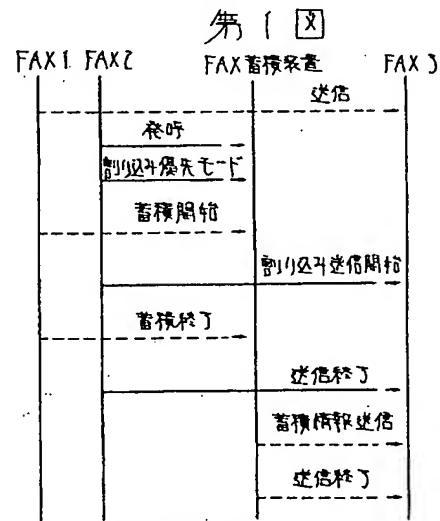 第1図
FAX1 FAX2 FAX蓄積装置 FAX3
送信
発呼
割り込み優先モード
蓄積開始
割り込み送信開始
蓄積終了
送信終了
蓄積情報送信
送信終了